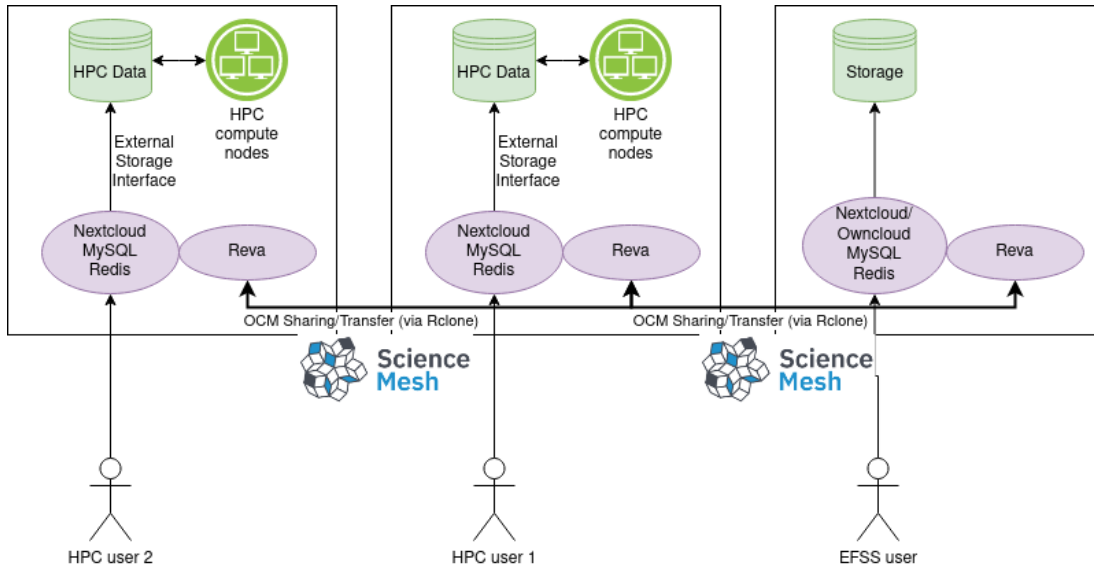 HPC Data
HPC
compute
nodes
External
Storage
Interface
Nextcloud
MySQL
Redis
Reva
HPC Data
HPC
compute
nodes
External
Storage
Interface
Nextcloud
MySQL
Redis
Reva
Storage
Nextcloud/
Owncloud
MySQL
Redis
Reva
OCM Sharing/Transfer (via Rclone)
OCM Sharing/Transfer (via Rclone)
Science
Mesh
Science
Mesh
HPC user 2
HPC user 1
EFSS user